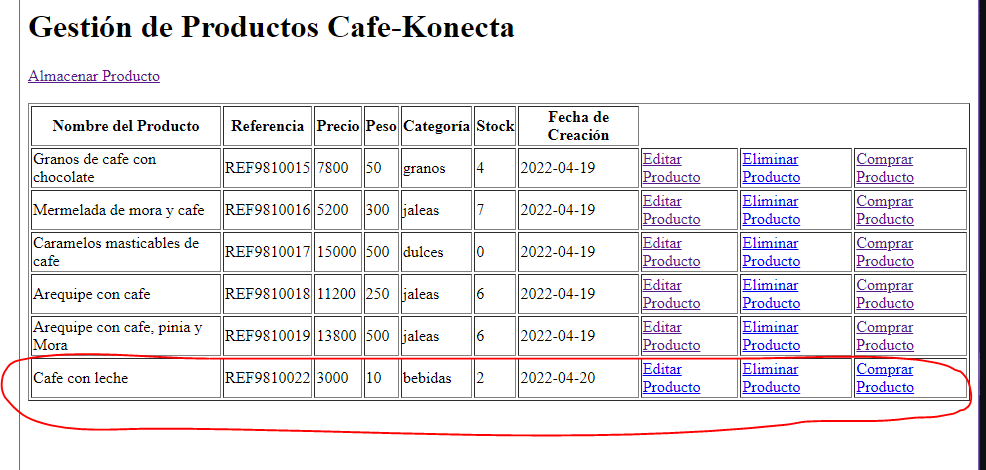 Gestión de Productos Cafe-Konecta
Almacenar Producto
Nombre del Producto Referencia Precio Peso Categoría Stock Fecha de
Creación
Granos de cafe con
chocolate REF9810015 7800 50 granos 4 2022-04-19 Editar
Producto Eliminar
Producto Comprar
Producto
Mermelada de mora y cafe REF9810016 5200 300 jaleas 7 2022-04-19 Editar
Producto Eliminar
Producto Comprar
Producto
Caramelos masticables de
cafe REF9810017 15000 500 dulces 0 2022-04-19 Editar
Producto Eliminar
Producto Comprar
Producto
Arequipe con cafe REF9810018 11200 250 jaleas 6 2022-04-19 Editar
Producto Eliminar
Producto Comprar
Producto
Arequipe con cafe, pinia y
Mora REF9810019 13800 500 jaleas 6 2022-04-19 Editar
Producto Eliminar
Producto Comprar
Producto
Cafe con leche REF9810022 3000 10 bebidas 2 2022-04-20 Editar
Producto Eliminar
Producto Comprar
Producto